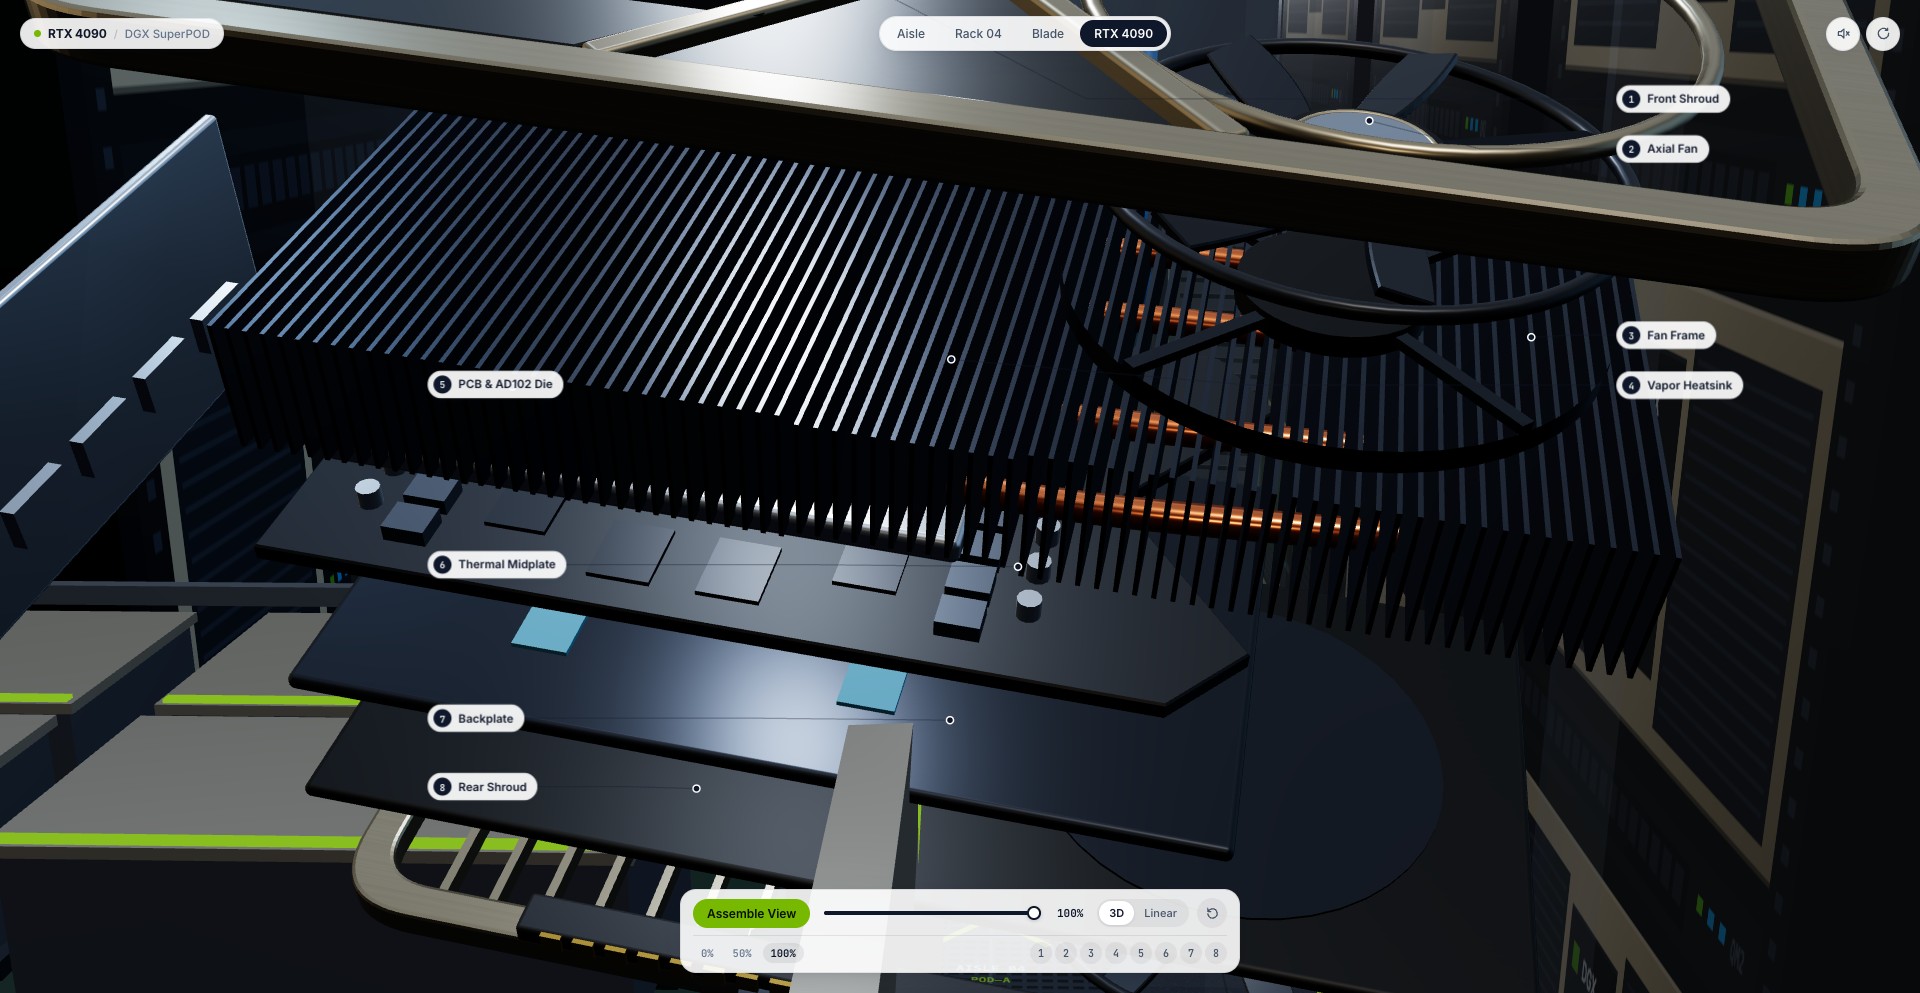 RTX 4090 / DGX SuperPOD
Aisle
Rack 04
Blade
RTX 4090
1 Front Shroud
2 Axial Fan
3 Fan Frame
4 Vapor Heatsink
5 PCB & AD102 Die
6 Thermal Midplate
7 Backplate
8 Rear Shroud
Assemble View
100%
3D
Linear
0%
50%
100%
1 2 3 4 5 6 7 8
POD-A
DGX